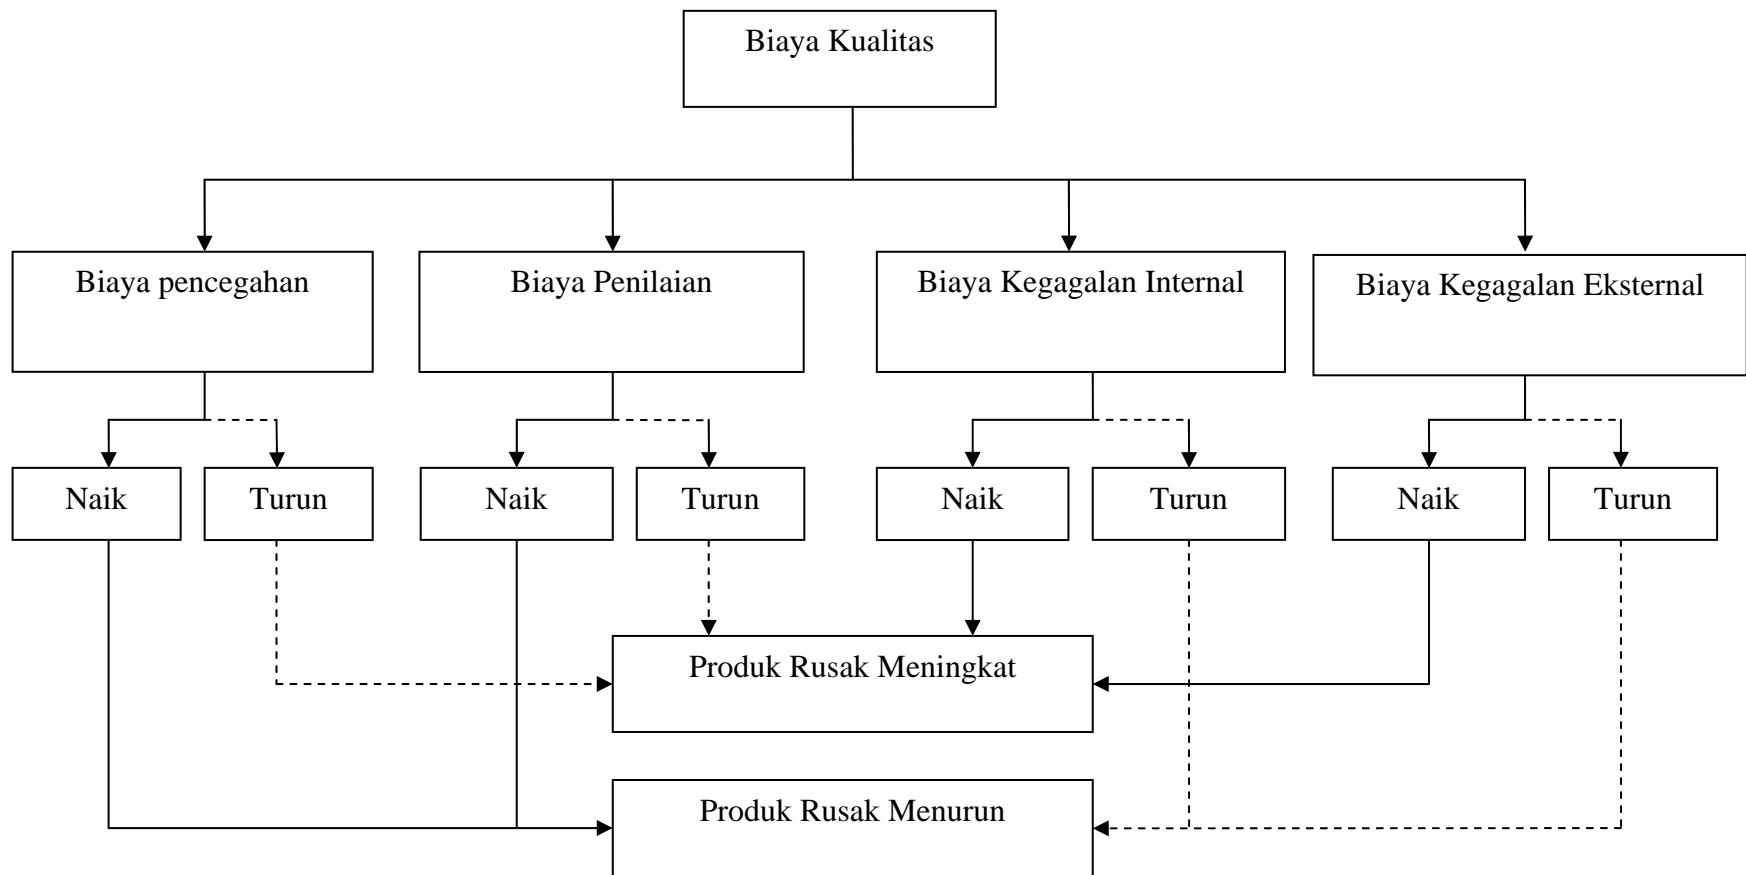 Biaya Kualitas
Biaya pencegahan
Biaya Penilaian
Biaya Kegagalan Internal
Biaya Kegagalan Eksternal
Naik
Turun
Naik
Turun
Naik
Turun
Naik
Turun
Produk Rusak Meningkat
Produk Rusak Menurun